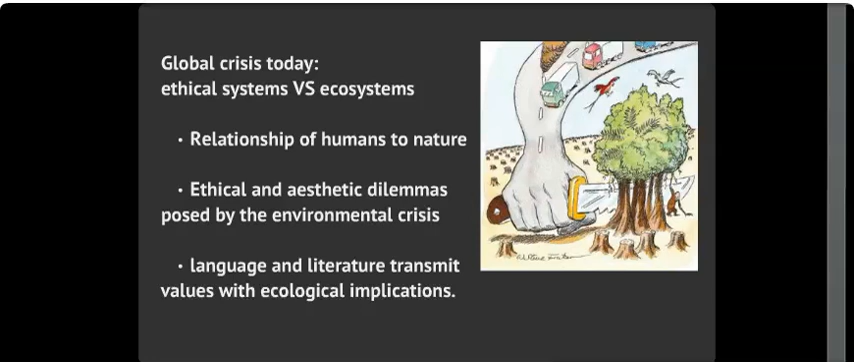 Global crisis today:
ethical systems VS ecosystems
• Relationship of humans to nature
• Ethical and aesthetic dilemmas
posed by the environmental crisis
• language and literature transmit
values with ecological implications.